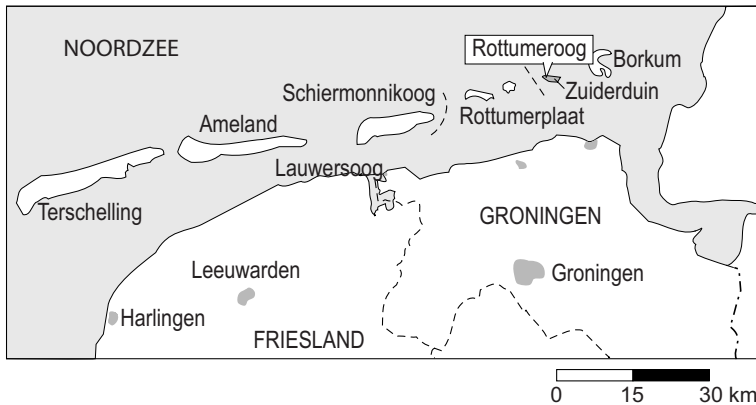 NOORDZEE
Rottumeroog
Borkum
Zuiderduin
Schiermonnikoog
Rottumerplaat
Ameland
Lauwersoog
Terschelling
GRONINGEN
Leeuwarden
Groningen
Harlingen
FRIESLAND
0 15 30 km